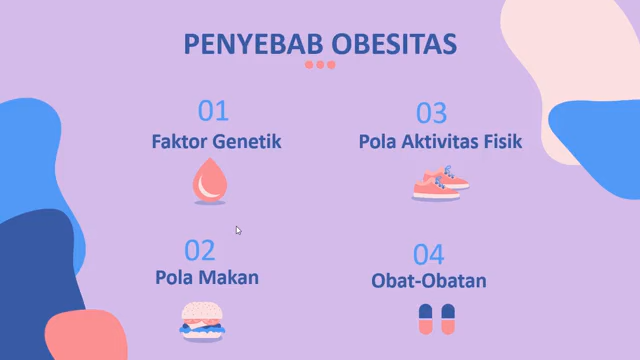 PENYEBAB OBESITAS
01
Faktor Genetik
02
Pola Makan
03
Pola Aktivitas Fisik
04
Obat-Obatan